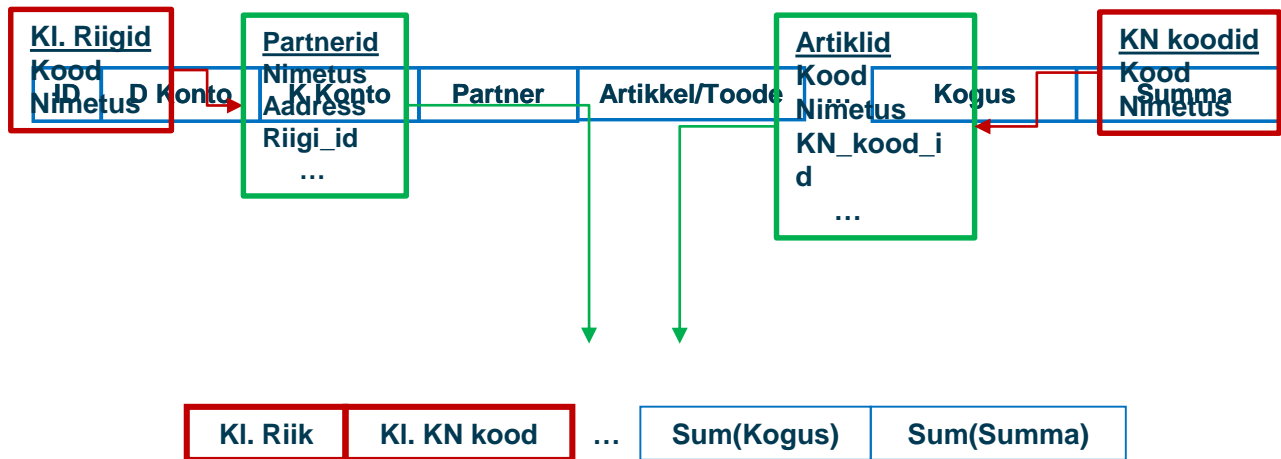 Kl. Riigid
Kood
Nimetus
Partnerid
Nimetus
Aadress
Riigi_id
...
Artiklid
Kood
Nimetus
KN_kood_i
d
...
KN koodid
Kood
Nimetus
ID D Konto K Konto Partner Artikkel/Toode ... Kogus Summa
Kl. Riik Kl. KN kood ... Sum(Kogus) Sum(Summa)